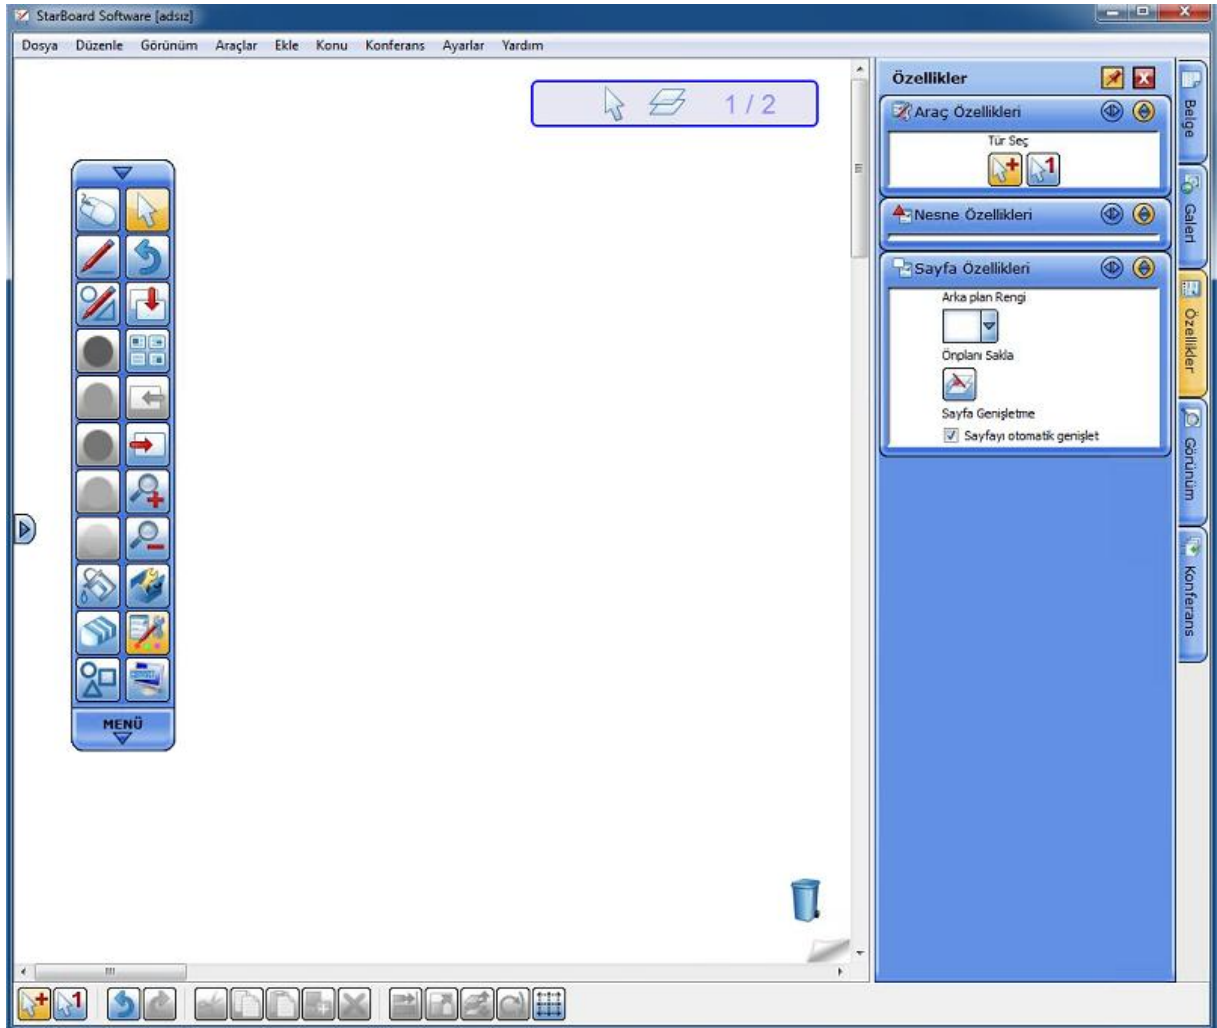 StarBoard Software [adsız]
Dosya Düzenle Görünüm Araçlar Ekle Konu Konferans Ayarlar Yardım
1 / 2
MENÜ
Özellikler
Araç Özellikleri
Tür Seç
Nesne Özellikleri
Sayfa Özellikleri
Arka plan Rengi
Önplanı Sakla
Sayfa Genişletme
Sayfayı otomatik genişlet
Belge
Galeri
Özellikler
Görünüm
Konferans